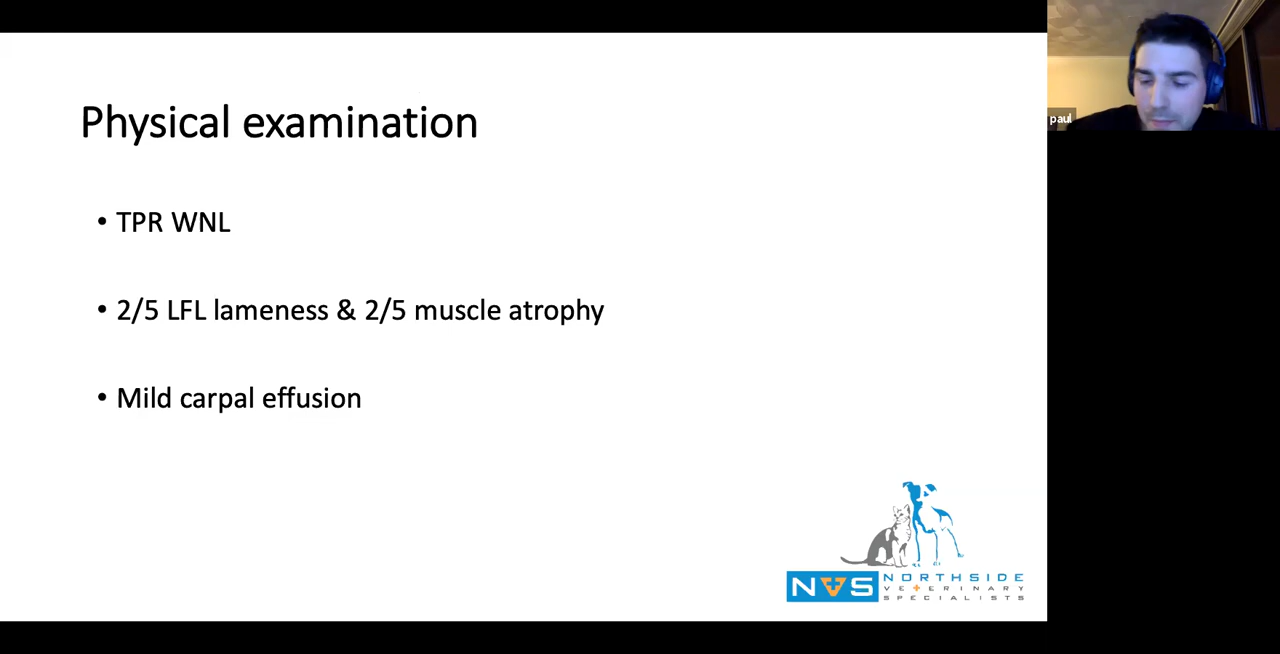 Physical examination
• TPR WNL
• 2/5 LFL lameness & 2/5 muscle atrophy
• Mild carpal effusion
paul
NVS NORTHSIDE
VETERINARY
SPECIALISTS